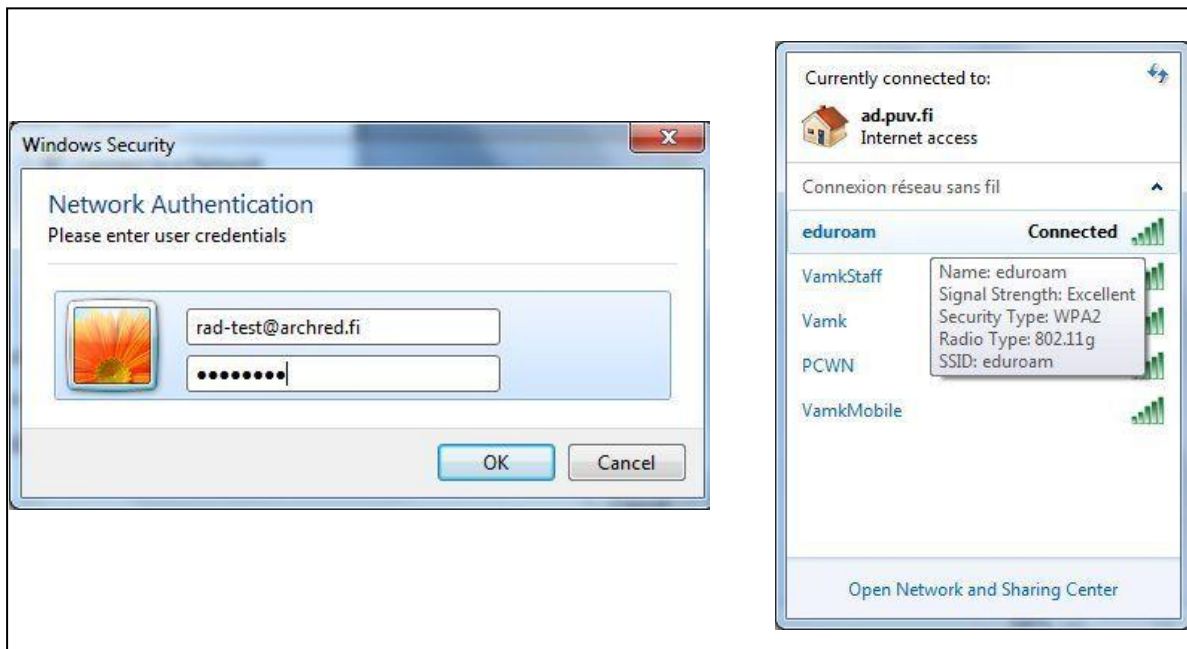 Windows Security
Network Authentication
Please enter user credentials
rad-test@archred.fi
●●●●●●●●
OK Cancel
Currently connected to:
ad.puv.fi
Internet access
Connexion réseau sans fil
eduroam Connected
VamkStaff
Vamk
PCWN
VamkMobile
Name: eduroam
Signal Strength: Excellent
Security Type: WPA2
Radio Type: 802.11g
SSID: eduroam
Open Network and Sharing Center